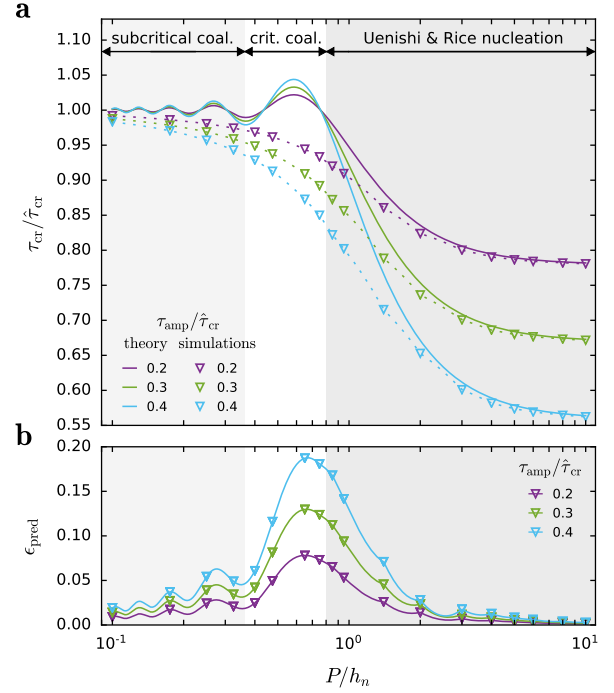 a
subcritical coal. crit. coal. Uenishi & Rice nucleation
1.10
1.05
1.00
0.95
0.90
0.85
0.80
0.75
0.70
0.65
0.60
0.55
τcr/τ̂cr
τamp/τ̂cr
theory simulations
0.2 0.2
0.3 0.3
0.4 0.4
b
0.20
0.15
0.10
0.05
0.00
ϵpred
τamp/τ̂cr
0.2
0.3
0.4
10⁻¹ 10⁰ 10¹
P/hₙ